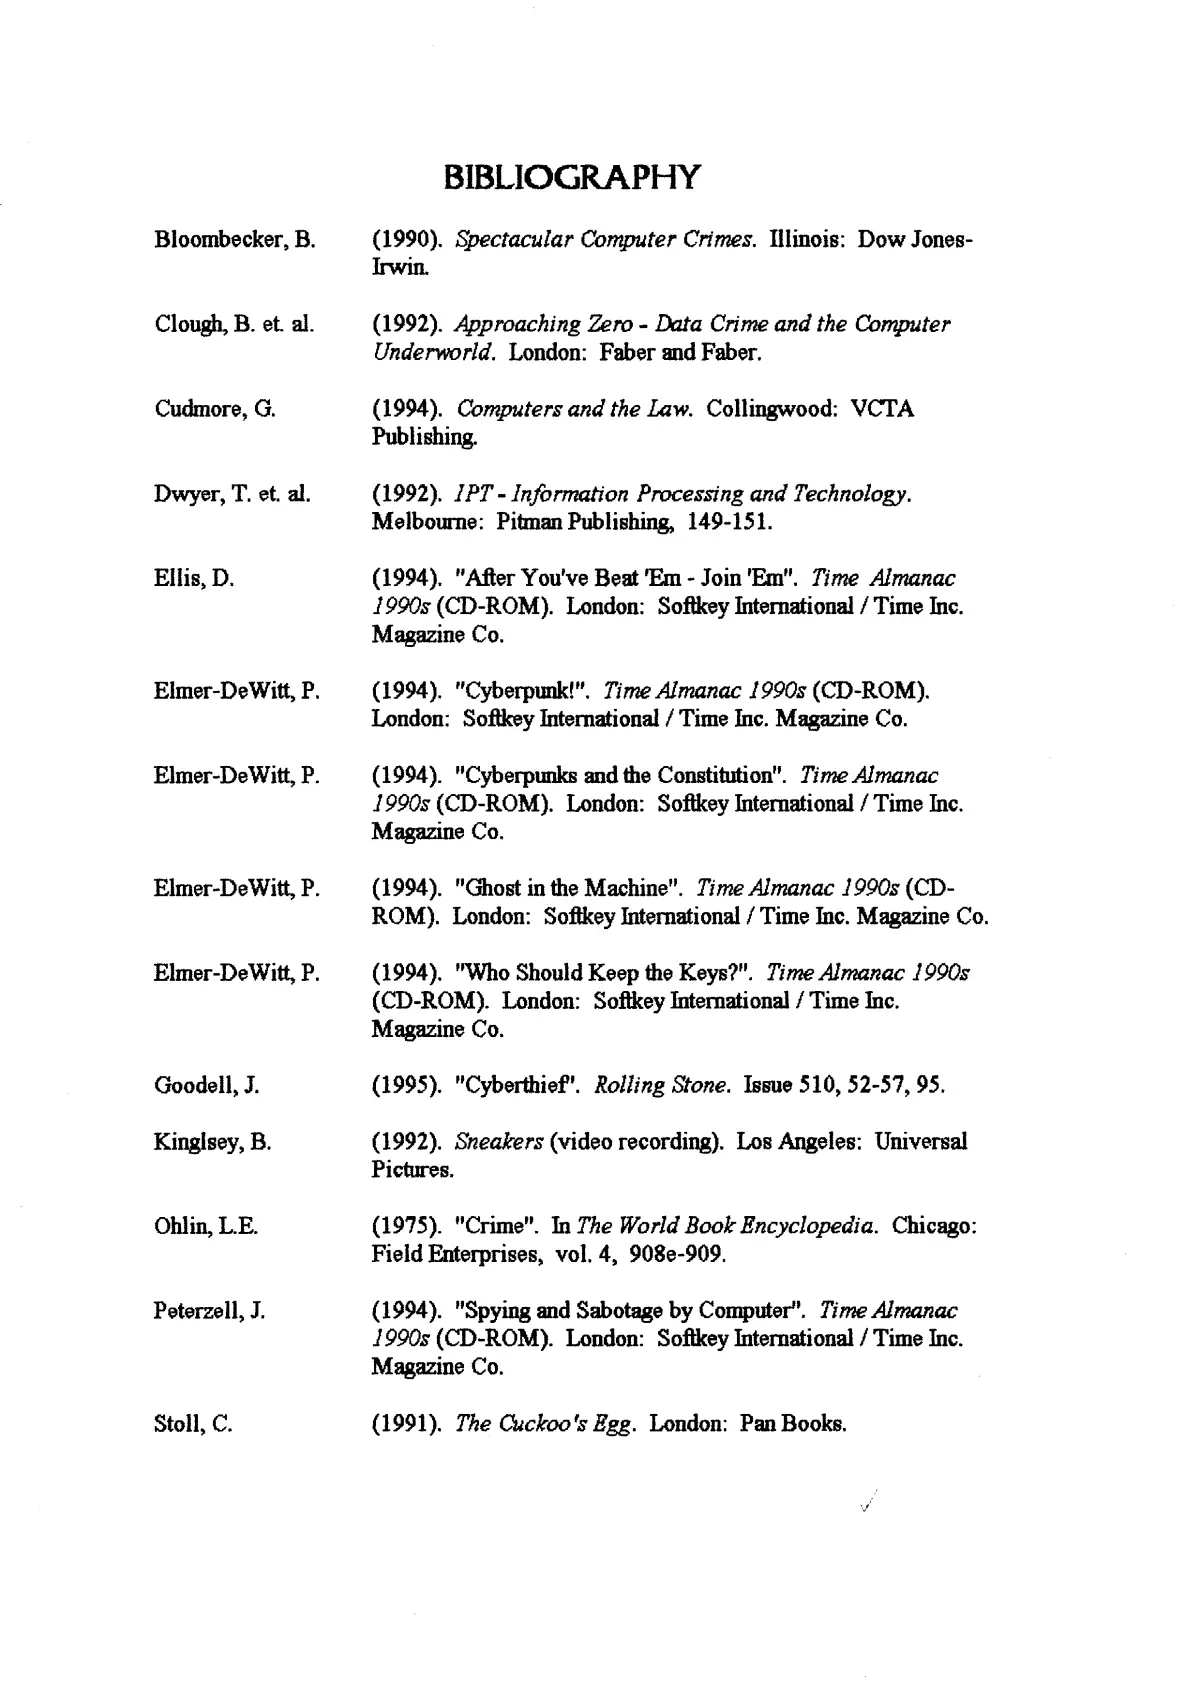 BIBLIOGRAPHY
Bloombecker, B. (1990). Spectacular Computer Crimes. Illinois: Dow Jones-
Irwin.
Clough, B. et. al. (1992). Approaching Zero - Data Crime and the Computer
Underworld. London: Faber and Faber.
Cudmore, G. (1994). Computers and the Law. Collingwood: VCTA
Publishing.
Dwyer, T. et. al. (1992). IPT - Information Processing and Technology.
Melbourne: Pitman Publishing, 149-151.
Ellis, D. (1994). "After You've Beat 'Em - Join 'Em". Time Almanac
1990s (CD-ROM). London: Softkey International / Time Inc.
Magazine Co.
Elmer-DeWitt, P. (1994). "Cyberpunk!". Time Almanac 1990s (CD-ROM).
London: Softkey International / Time Inc. Magazine Co.
Elmer-DeWitt, P. (1994). "Cyberpunks and the Constitution". Time Almanac
1990s (CD-ROM). London: Softkey International / Time Inc.
Magazine Co.
Elmer-DeWitt, P. (1994). "Ghost in the Machine". Time Almanac 1990s (CD-
ROM). London: Softkey International / Time Inc. Magazine Co.
Elmer-DeWitt, P. (1994). "Who Should Keep the Keys?". Time Almanac 1990s
(CD-ROM). London: Softkey International / Time Inc.
Magazine Co.
Goodell, J. (1995). "Cyberthief". Rolling Stone. Issue 510, 52-57, 95.
Kinglsey, B. (1992). Sneakers (video recording). Los Angeles: Universal
Pictures.
Ohlin, L.E. (1975). "Crime". In The World Book Encyclopedia. Chicago:
Field Enterprises, vol. 4, 908e-909.
Peterzell, J. (1994). "Spying and Sabotage by Computer". Time Almanac
1990s (CD-ROM). London: Softkey International / Time Inc.
Magazine Co.
Stoll, C. (1991). The Cuckoo's Egg. London: Pan Books.